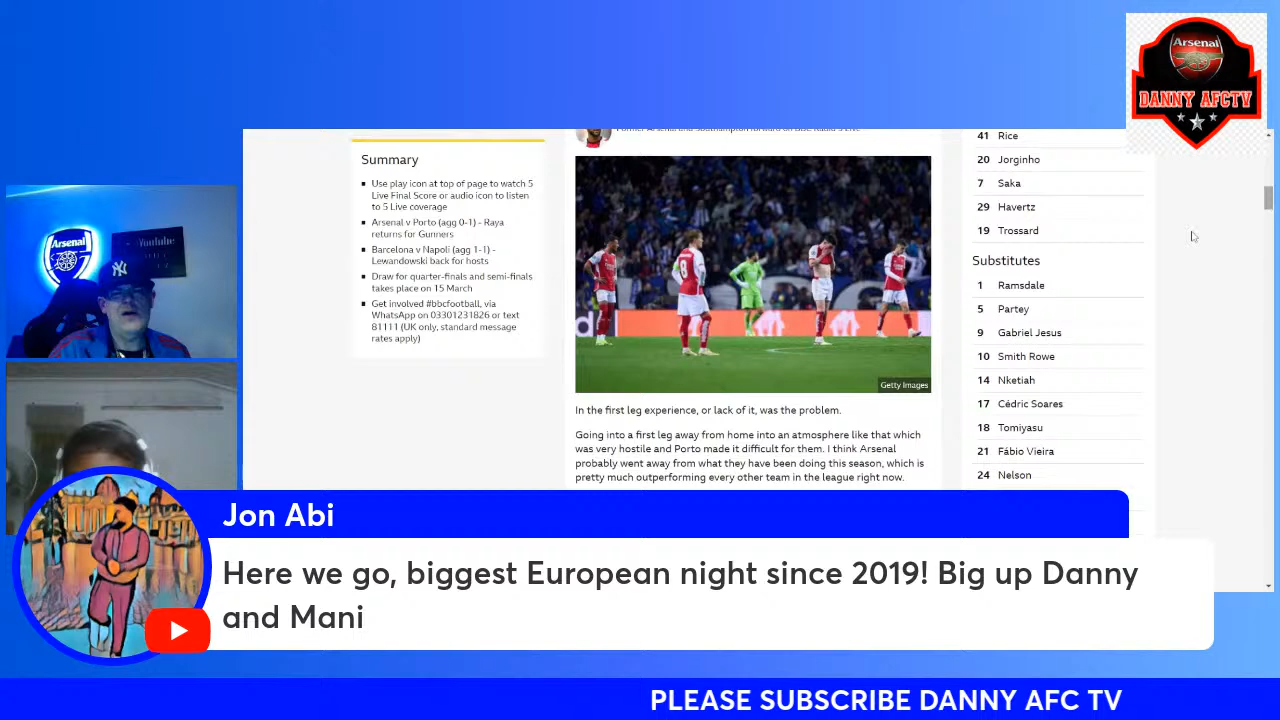 Arsenal
DANNY AFCTV
Arsenal
YouTube
Summary
Use play icon at top of page to watch 5
Live Final Score or audio icon to listen
to 5 Live coverage
Arsenal v Porto (agg 0-1) - Raya
returns for Gunners
Barcelona v Napoli (agg 1-1) -
Lewandowski back for hosts
Draw for quarter-finals and semi-finals
takes place on 15 March
Get involved #bbcfootball, via
WhatsApp on 03301231826 or text
81111 (UK only, standard message
rates apply)
8
Getty Images
In the first leg experience, or lack of it, was the problem.
Going into a first leg away from home into an atmosphere like that which
was very hostile and Porto made it difficult for them. I think Arsenal
probably went away from what they have been doing this season, which is
pretty much outperforming every other team in the league right now.
41 Rice
20 Jorginho
7 Saka
29 Havertz
19 Trossard
Substitutes
1 Ramsdale
5 Partey
9 Gabriel Jesus
10 Smith Rowe
14 Nketiah
17 Cédric Soares
18 Tomiyasu
21 Fábio Vieira
24 Nelson
Jon Abi
Here we go, biggest European night since 2019! Big up Danny
and Mani
PLEASE SUBSCRIBE DANNY AFC TV